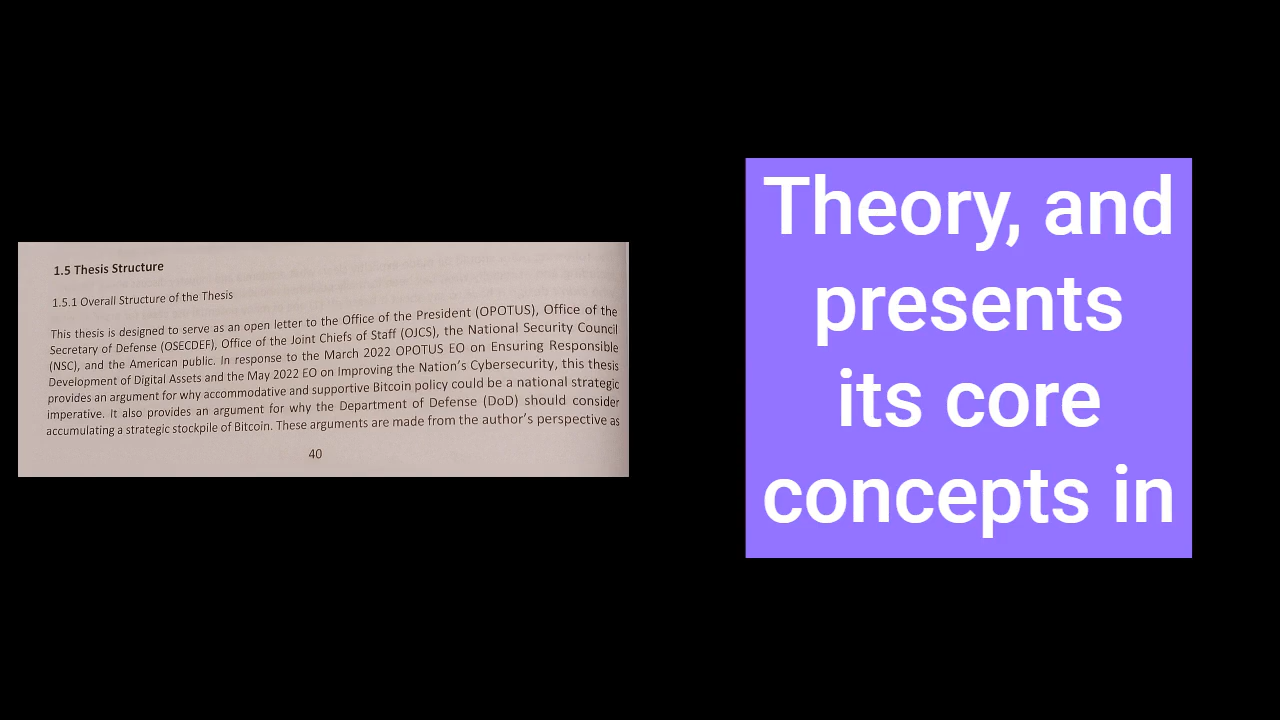 1.5 Thesis Structure
1.5.1 Overall Structure of the Thesis
This thesis is designed to serve as an open letter to the Office of the President (OPOTUS), Office of the
Secretary of Defense (OSECDEF), Office of the Joint Chiefs of Staff (OJCS), the National Security Council
(NSC), and the American public. In response to the March 2022 OPOTUS EO on Ensuring Responsible
Development of Digital Assets and the May 2022 EO on Improving the Nation's Cybersecurity, this thesis
provides an argument for why accommodative and supportive Bitcoin policy could be a national strategic
imperative. It also provides an argument for why the Department of Defense (DoD) should consider
accumulating a strategic stockpile of Bitcoin. These arguments are made from the author's perspective as
40
Theory, and
presents
its core
concepts in